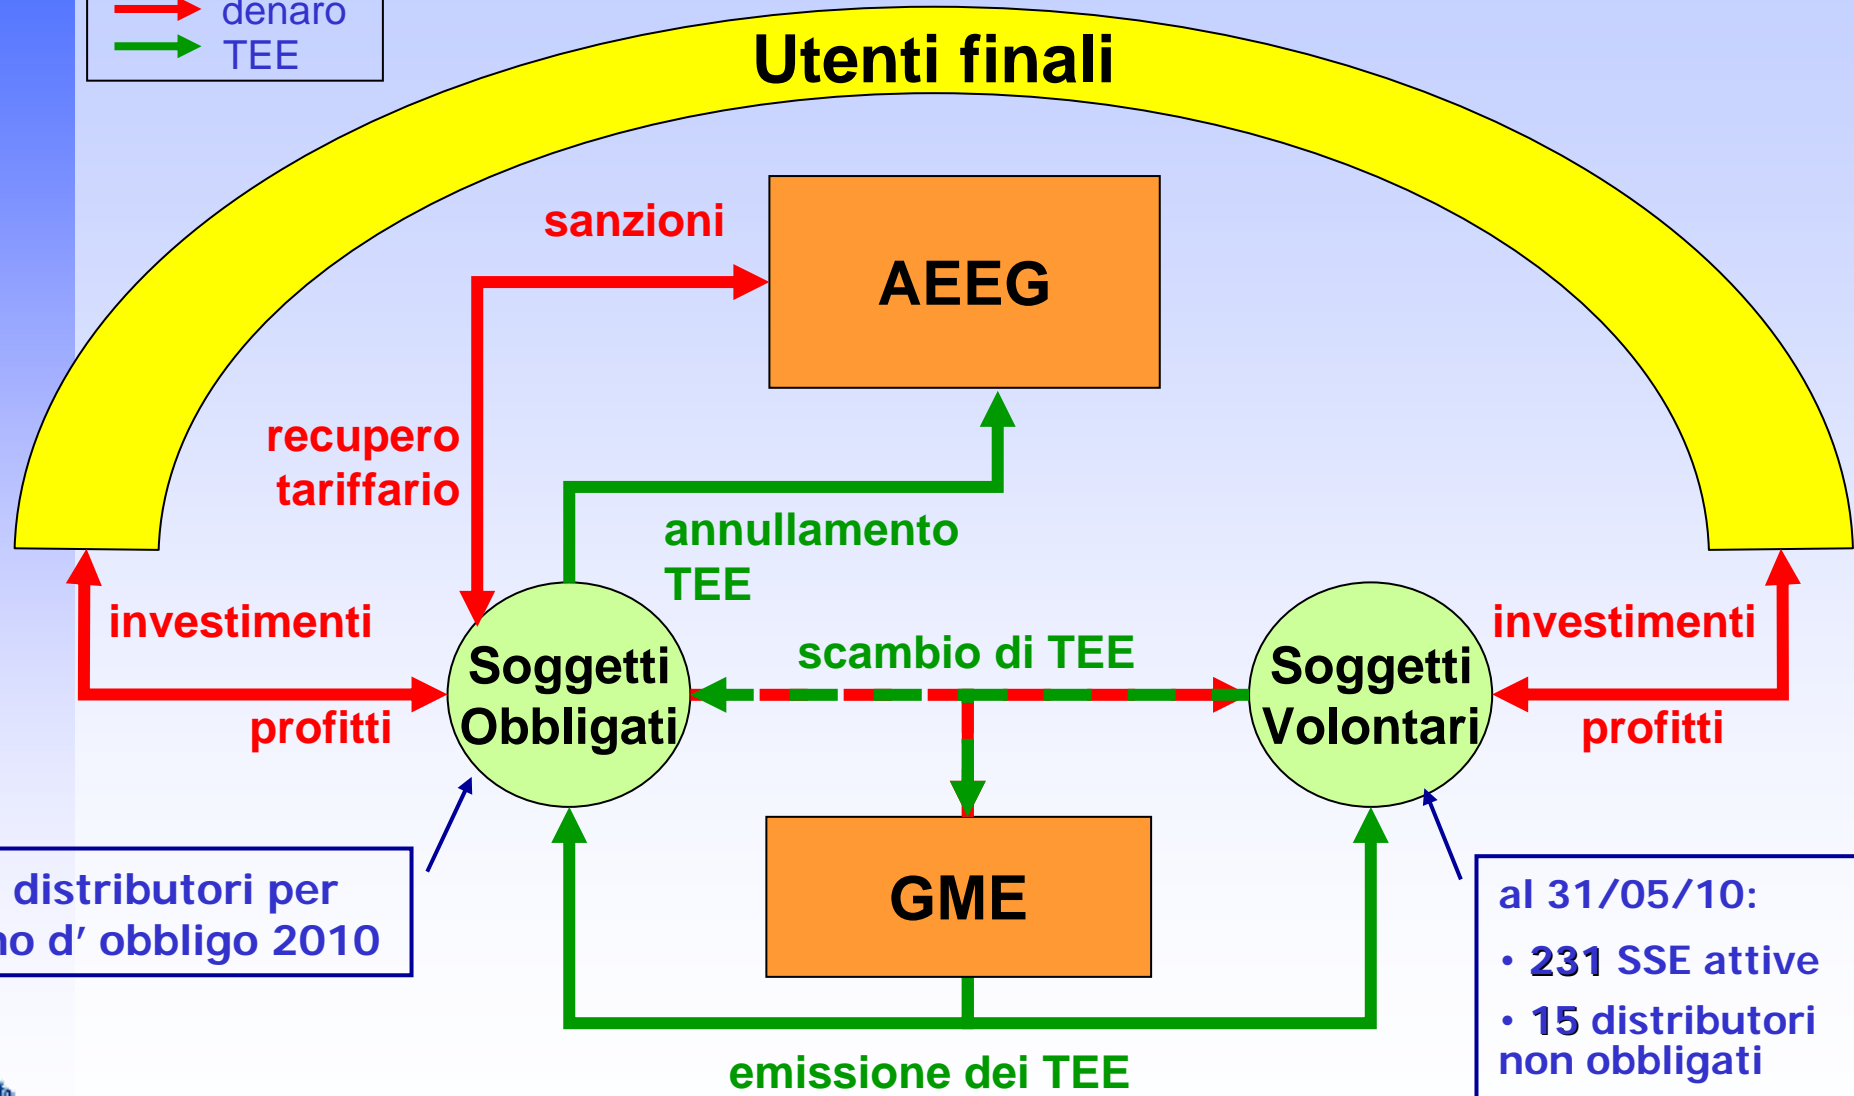 denaro
TEE
Utenti finali
sanzioni
AEEG
recupero
tariffario
annullamento
TEE
investimenti
profitti
Soggetti
Obbligati
scambio di TEE
Soggetti
Volontari
investimenti
profitti
distributori per
d' obbligo 2010
GME
emissione dei TEE
al 31/05/10:
• 231 SSE attive
• 15 distributori
non obbligati